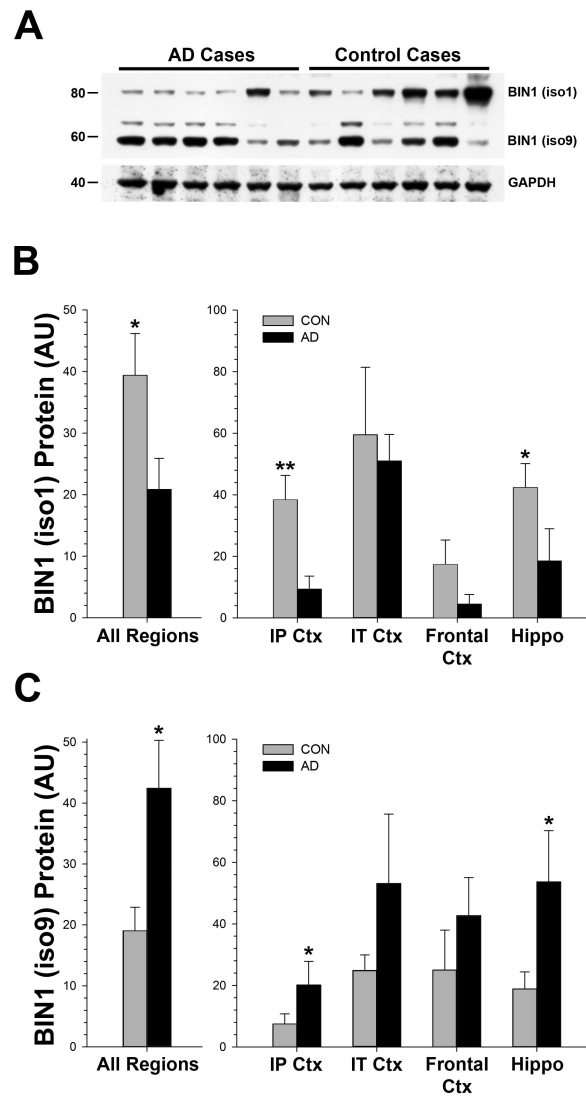 A
AD Cases Control Cases
80 BIN1 (iso1)
60 BIN1 (iso9)
40 GAPDH
B
BIN1 (iso1) Protein (AU)
50
40
30
20
10
0
*
All Regions
100
80
60
40
20
0
CON
AD
** *
IP Ctx IT Ctx Frontal Ctx Hippo
C
BIN1 (iso9) Protein (AU)
50
40
30
20
10
0
*
All Regions
100
80
60
40
20
0
CON
AD
* *
IP Ctx IT Ctx Frontal Ctx Hippo